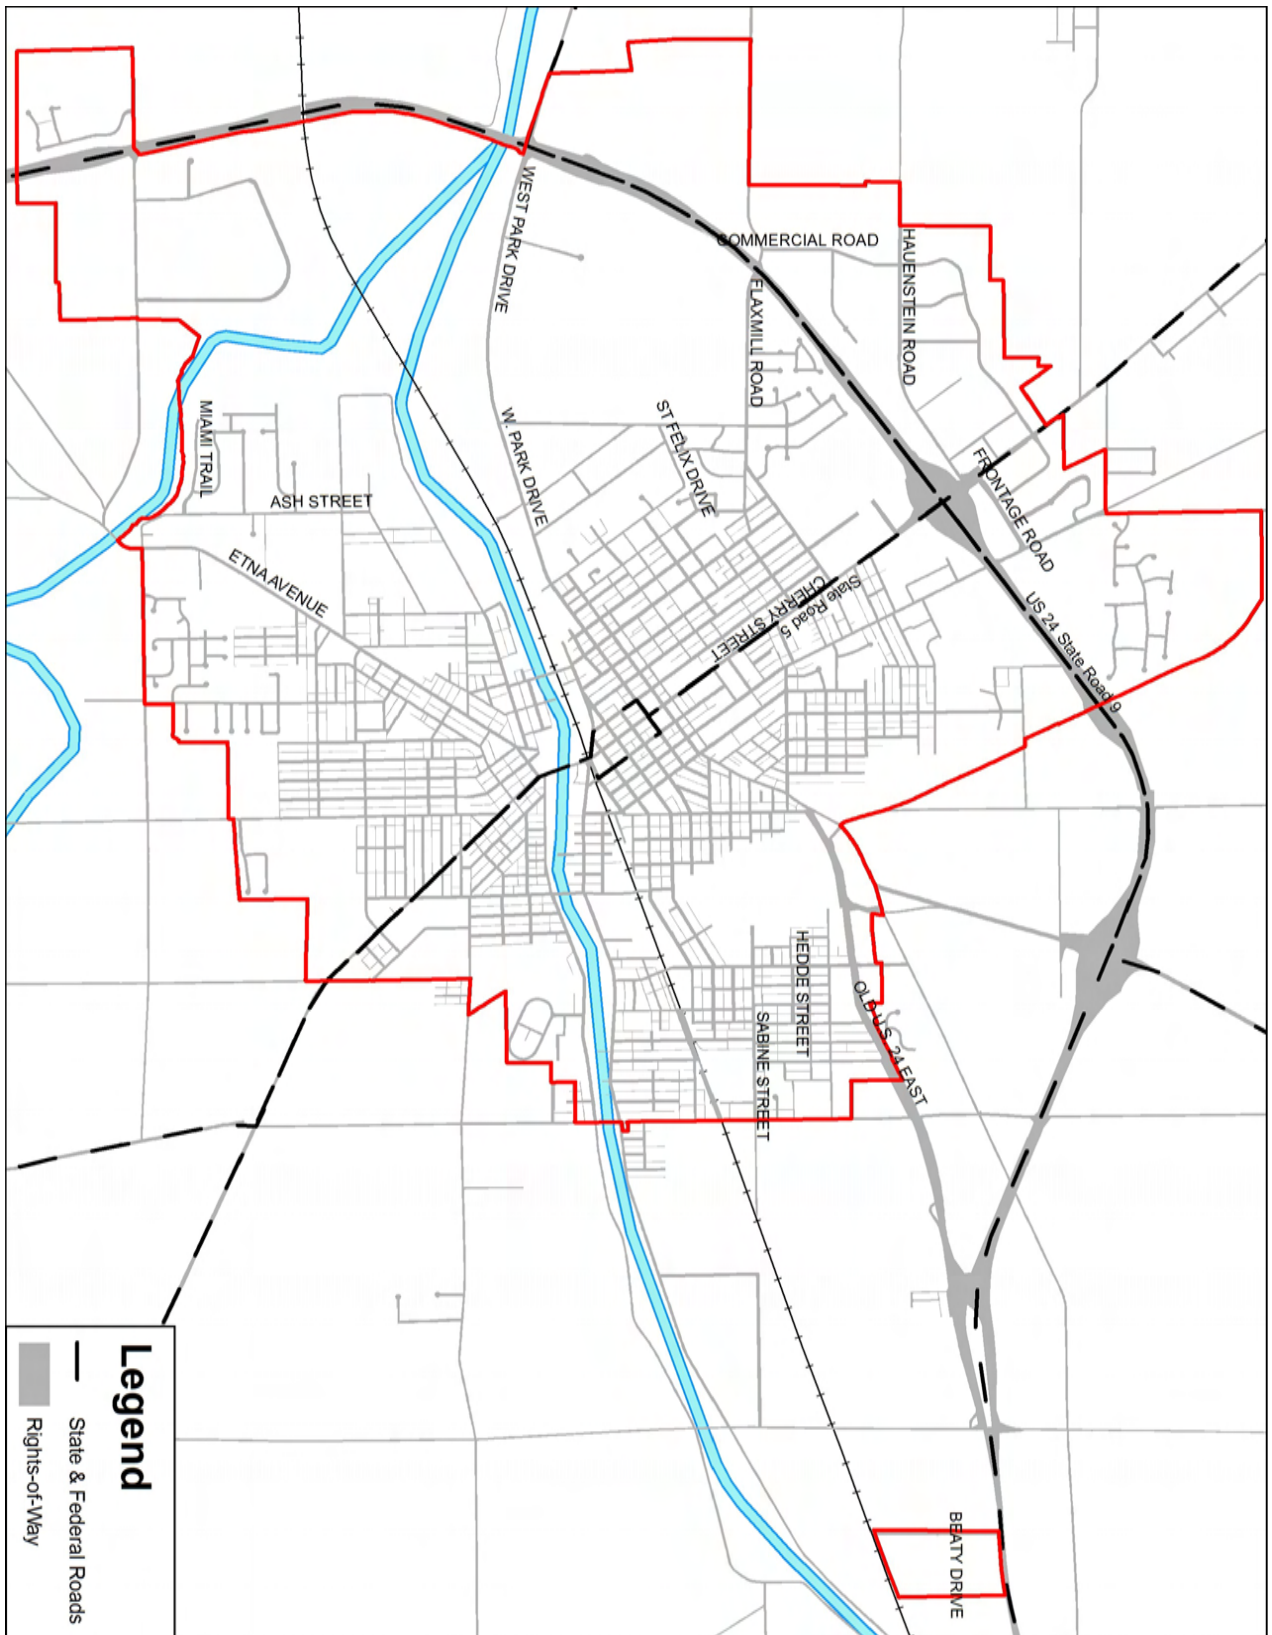 WEST PARK DRIVE
COMMERCIAL ROAD
HAUENSTEIN ROAD
FLAXMILL ROAD
W. PARK DRIVE
ST FELIX DRIVE
FRONTAGE ROAD
MIAMI TRAIL
ASH STREET
ETNA AVENUE
State Road 5
CHERRY STREET
US 24 State Road 9
HEDDE STREET
SABINE STREET
OLD U.S. 24 EAST
BEATY DRIVE
Legend
State & Federal Roads
Rights-of-Way